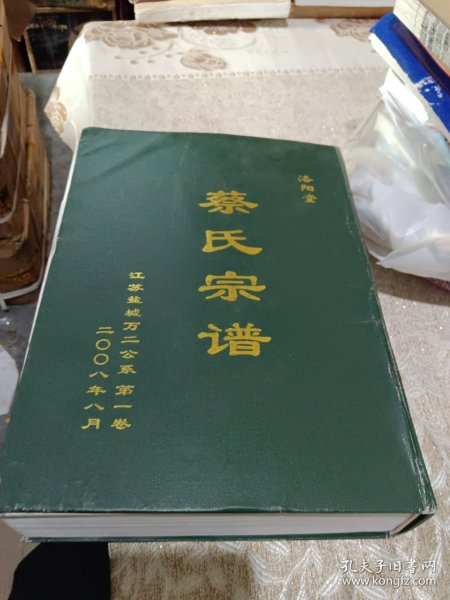 洛阳堂
蔡氏宗谱
江苏盐城万二公系 第一卷
二〇〇八年八月
孔夫子旧书网
www.kongfz.com